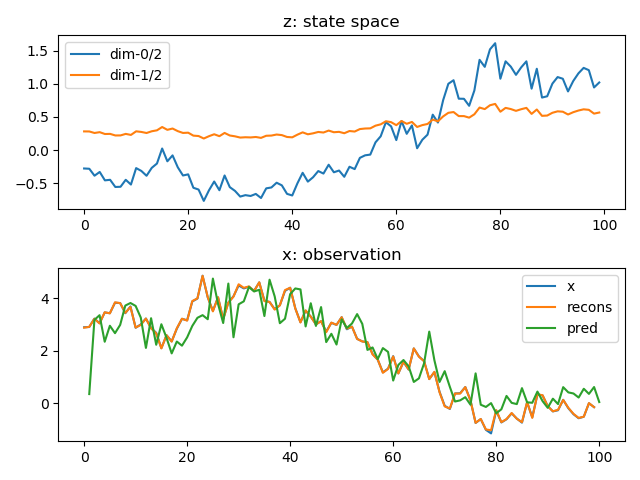 z: state space
1.5
1.0
0.5
0.0
−0.5
dim-0/2
dim-1/2
0 20 40 60 80 100
x: observation
4
2
0
x
recons
pred
0 20 40 60 80 100